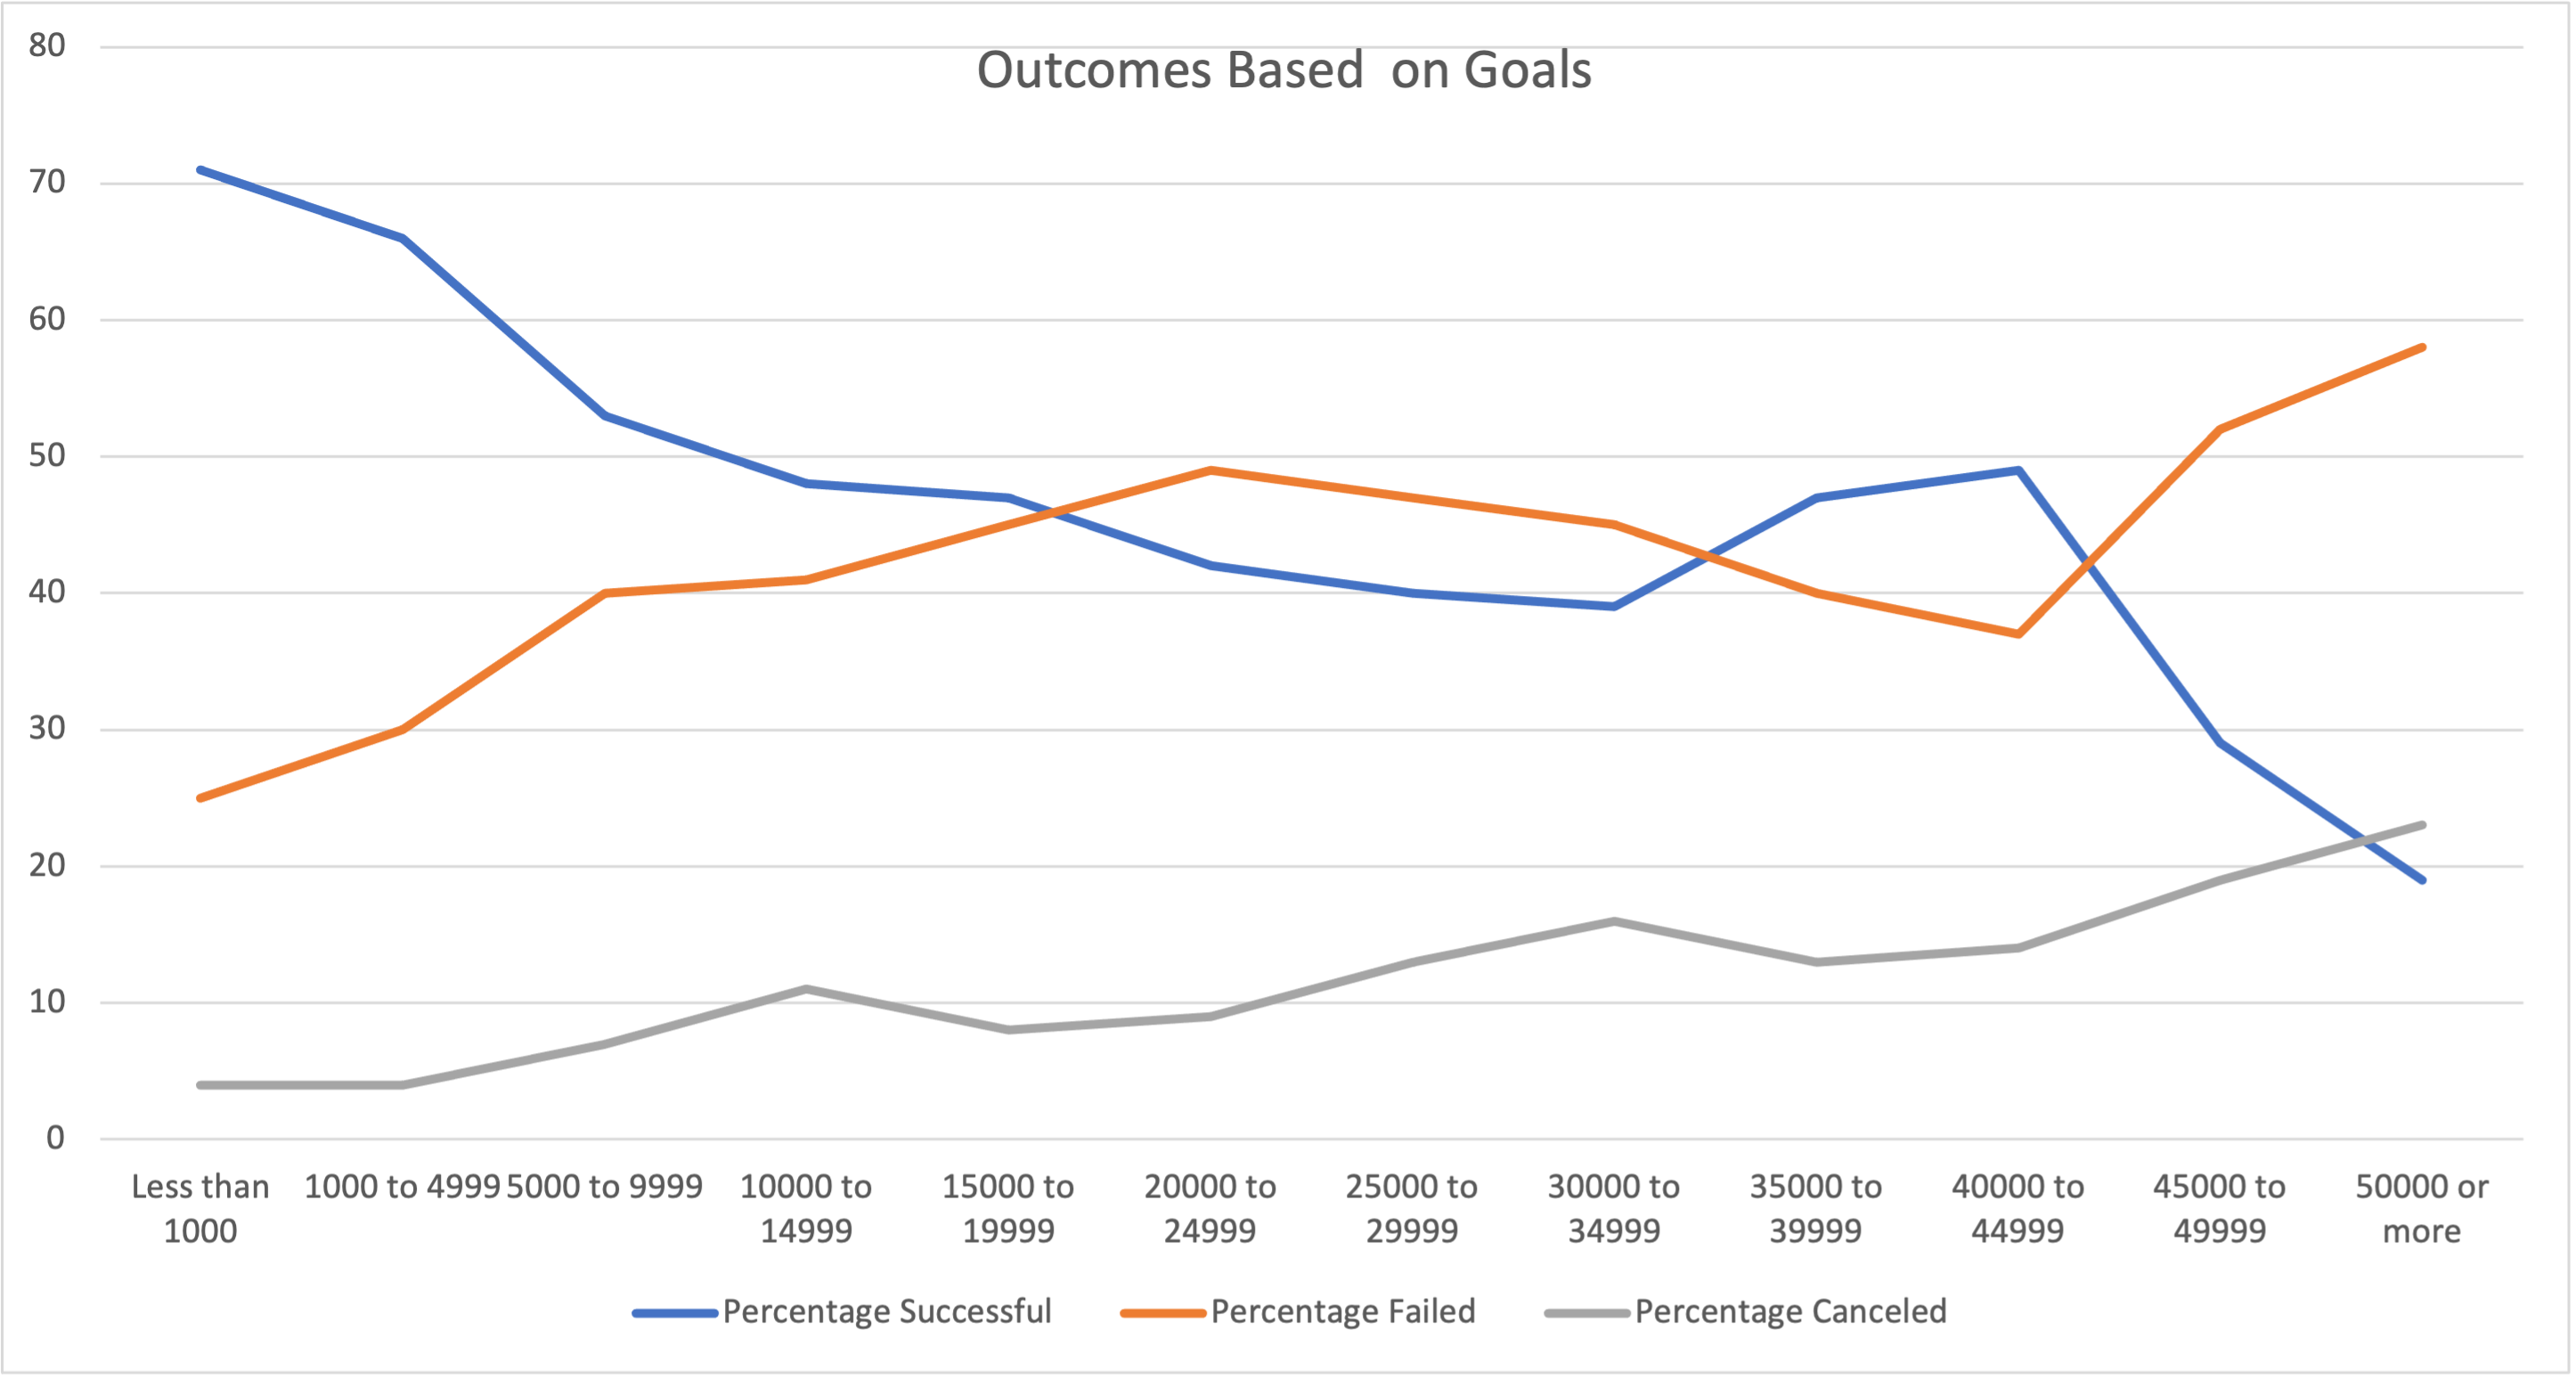 Outcomes Based  on Goals
80
70
60
50
40
30
20
10
0
Less than 1000 to 4999 5000 to 9999 10000 to 15000 to 20000 to 25000 to 30000 to 35000 to 40000 to 45000 to 50000 or
1000 14999 19999 24999 29999 34999 39999 44999 49999 more
Percentage Successful Percentage Failed Percentage Canceled